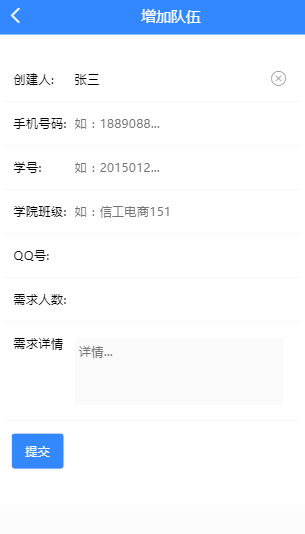 增加队伍
创建人: 张三
手机号码: 如：1889088...
学号: 如：2015012...
学院班级: 如：信工电商151
QQ号:
需求人数:
需求详情 详情...
提交